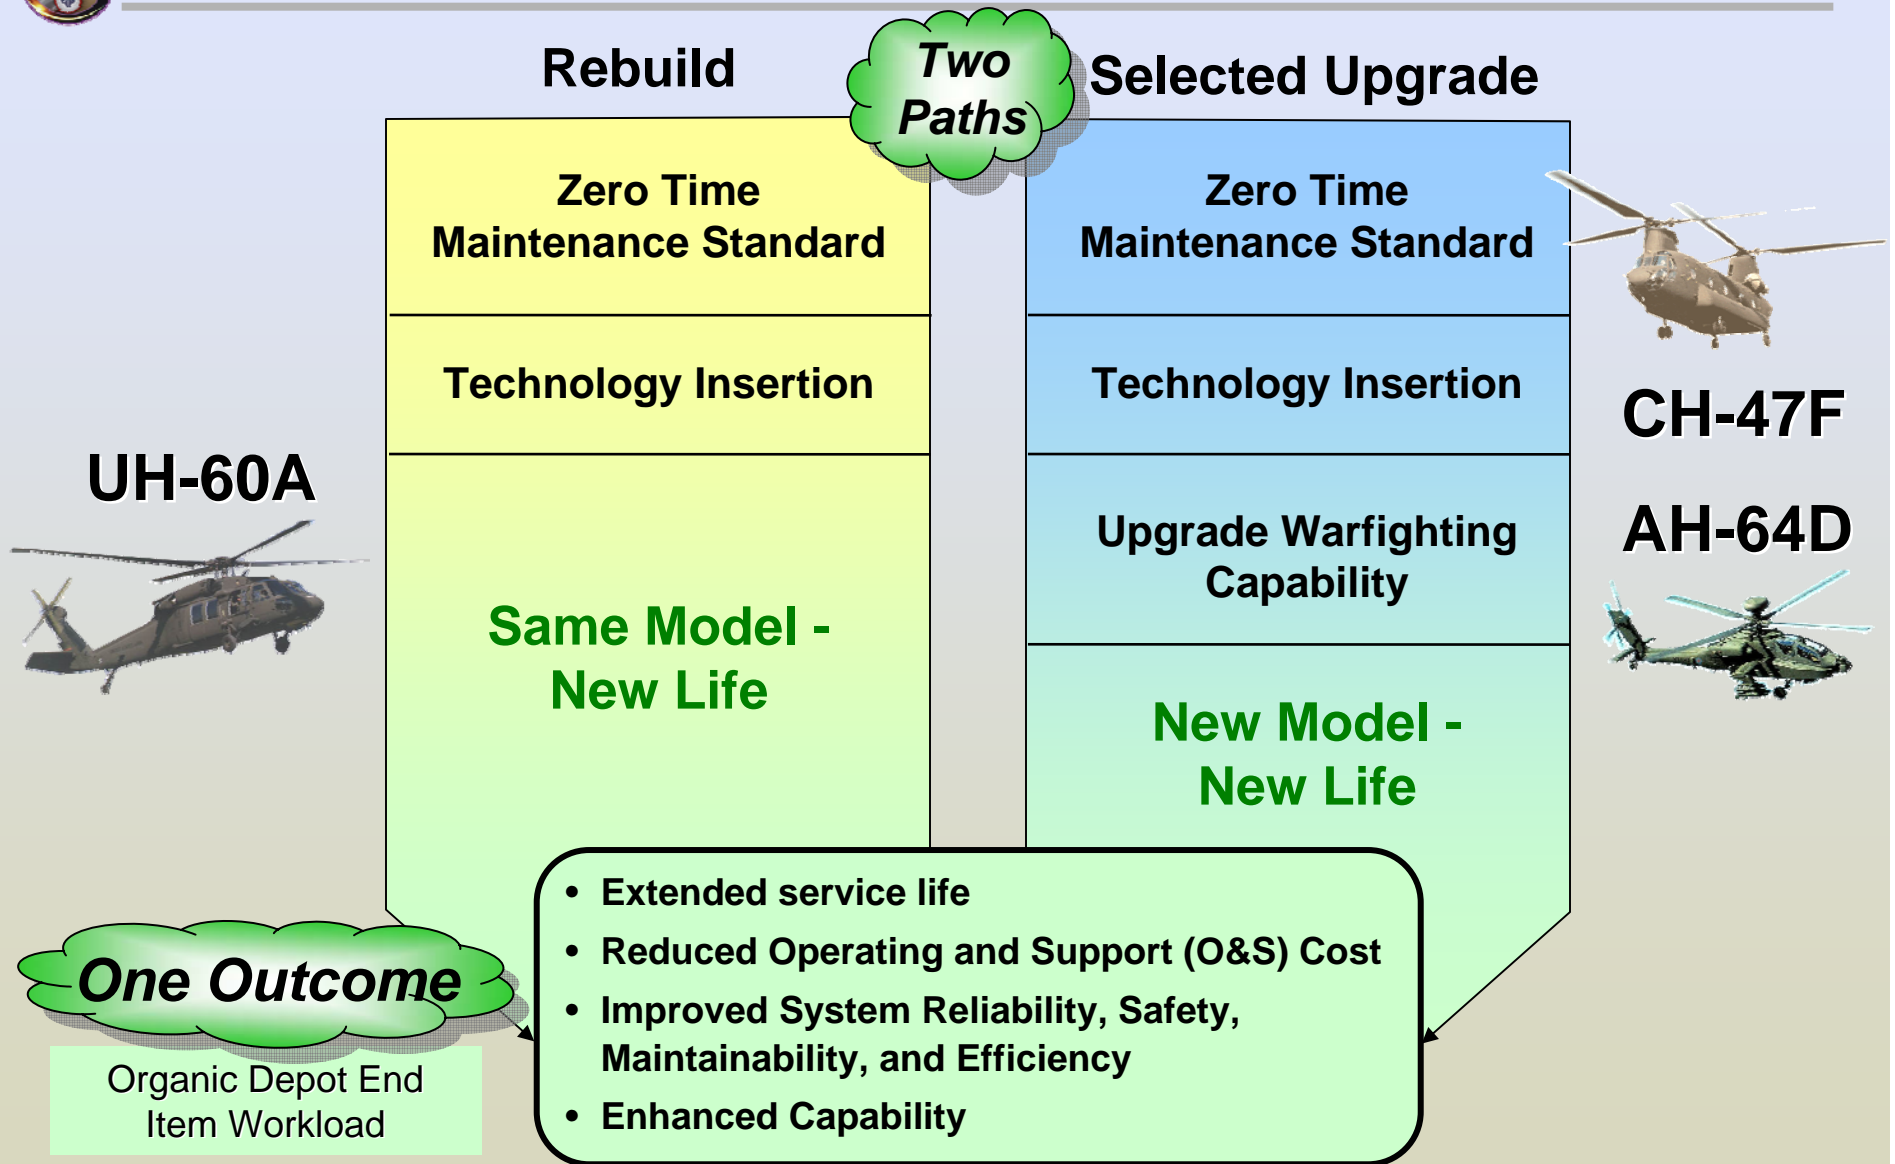 Two
Paths
Rebuild
Selected Upgrade
Zero Time
Maintenance Standard
Technology Insertion
Same Model -
New Life
UH-60A
Zero Time
Maintenance Standard
Technology Insertion
Upgrade Warfighting
Capability
New Model -
New Life
CH-47F
AH-64D
One Outcome
Organic Depot End
Item Workload
• Extended service life
• Reduced Operating and Support (O&S) Cost
• Improved System Reliability, Safety,
Maintainability, and Efficiency
• Enhanced Capability